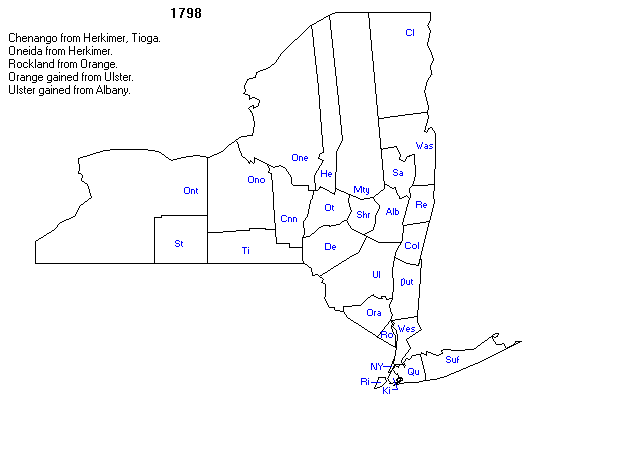 1798
Chenango from Herkimer, Tioga.
Oneida from Herkimer.
Rockland from Orange.
Orange gained from Ulster.
Ulster gained from Albany.
Cl
Was
One
He
Sa
Ont
Ono
Mty
Ot
Shr
Alb
Re
Cnn
St
Ti
De
Col
Ul
Dut
Ora
Ro
Wes
NY
Qu
Suf
Ri
Ki